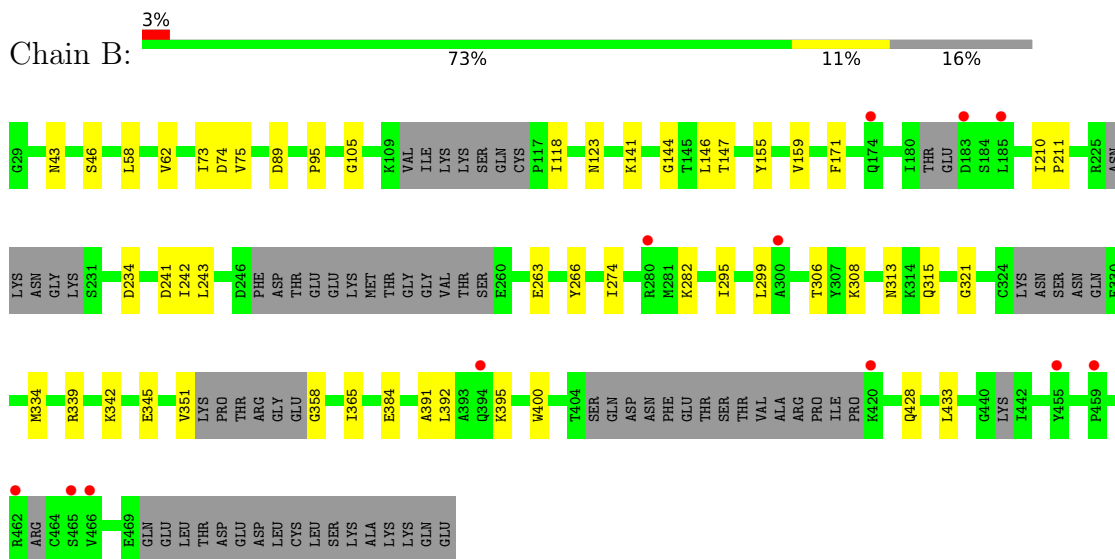 3%
Chain B:
73% 11% 16%
G29 N43 S46 L58 V62 I73 D74 V75 D89 P95 G105 K109 VAL ILE LYS LYS SER GLN CYS P117 I118 N123 K141 G144 T145 L146 T147 Y155 V159 F171 Q174 I180 THR GLU D183 S184 L185 I210 P211 R225 ASN
LYS ASN GLY LYS S231 D234 D241 I242 L243 D246 PHE ASP THR GLU GLU LYS MET THR GLY GLY VAL THR SER E260 E263 Y266 I274 R280 M281 K282 I295 L299 A300 T306 Y307 K308 N313 K314 Q315 G321 C324 LYS ASN SER ASN GLN E330
M334 R339 K342 E345 V351 LYS PRO THR ARG GLY GLU G358 I365 E384 A391 L392 A393 Q394 K395 W400 T404 SER GLN ASP ASN PHE GLU THR SER THR VAL ALA ARG PRO ILE PRO K420 Q428 L433 G440 LYS I442 Y455 P459
R462 ARG C464 S465 V466 E469 GLN GLU LEU THR ASP GLU ASP LEU CYS LEU SER LYS ALA LYS LYS GLN GLU